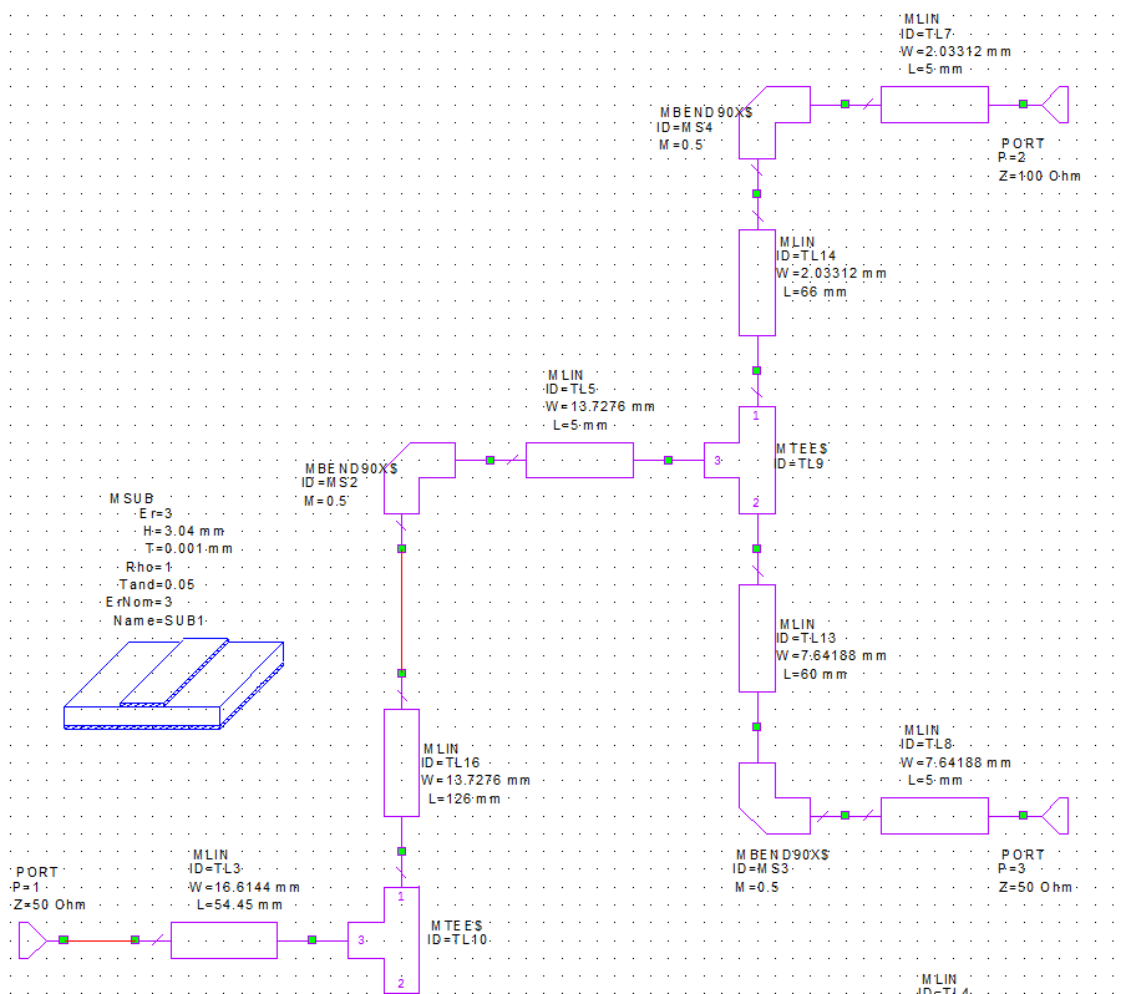 MLIN
ID=TL7
W=2.03312 mm
L=5 mm
MBEND90X$
ID=MS4
M=0.5
PORT
P=2
Z=100 Ohm
MLIN
ID=TL14
W=2.03312 mm
L=66 mm
MLIN
ID=TL5
W=13.7276 mm
L=5 mm
1
MTEE$
ID=TL9
3
2
MBEND90X$
ID=MS2
M=0.5
MSUB
Er=3
H=3.04 mm
T=0.001 mm
Rho=1
Tand=0.05
ErNom=3
Name=SUB1
MLIN
ID=TL13
W=7.64188 mm
L=60 mm
MLIN
ID=TL16
W=13.7276 mm
L=126 mm
MLIN
ID=TL8
W=7.64188 mm
L=5 mm
MBEND90X$
ID=MS3
M=0.5
PORT
P=3
Z=50 Ohm
PORT
P=1
Z=50 Ohm
MLIN
ID=TL3
W=16.6144 mm
L=54.45 mm
1
MTEE$
ID=TL10
3
2
MLIN
ID=TL4